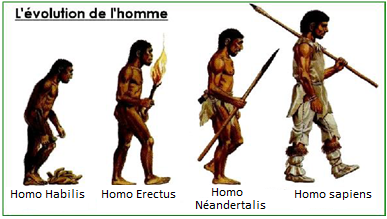 L'évolution de l'homme
Homo Habilis
Homo Erectus
Homo
Néandertalis
Homo sapiens